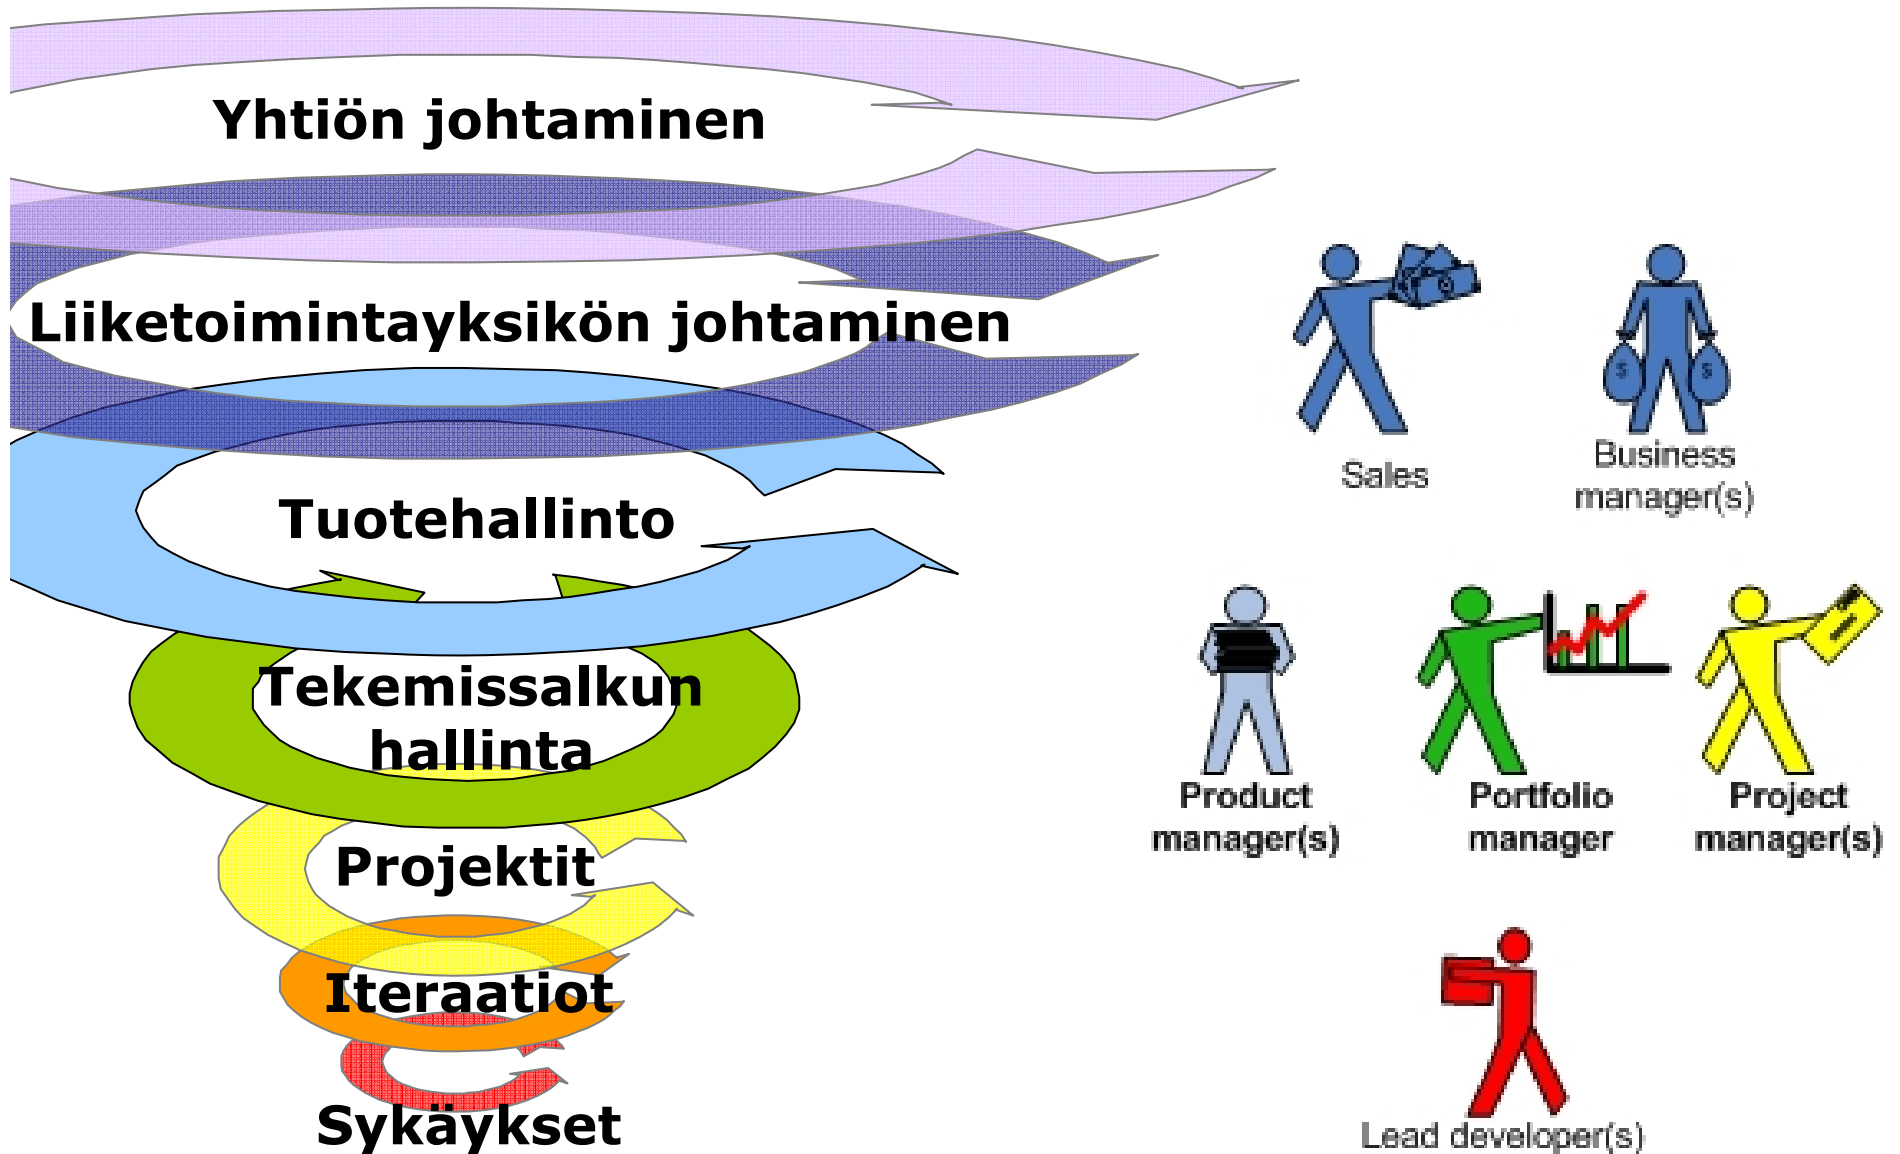 Yhtiön johtaminen
Liiketoimintayksikön johtaminen
Tuotehallinto
Tekemissalkun
hallinta
Projektit
Iteraatiot
Sykäykset
Sales
Business
manager(s)
$ $
Product
manager(s)
Portfolio
manager
Project
manager(s)
Lead developer(s)